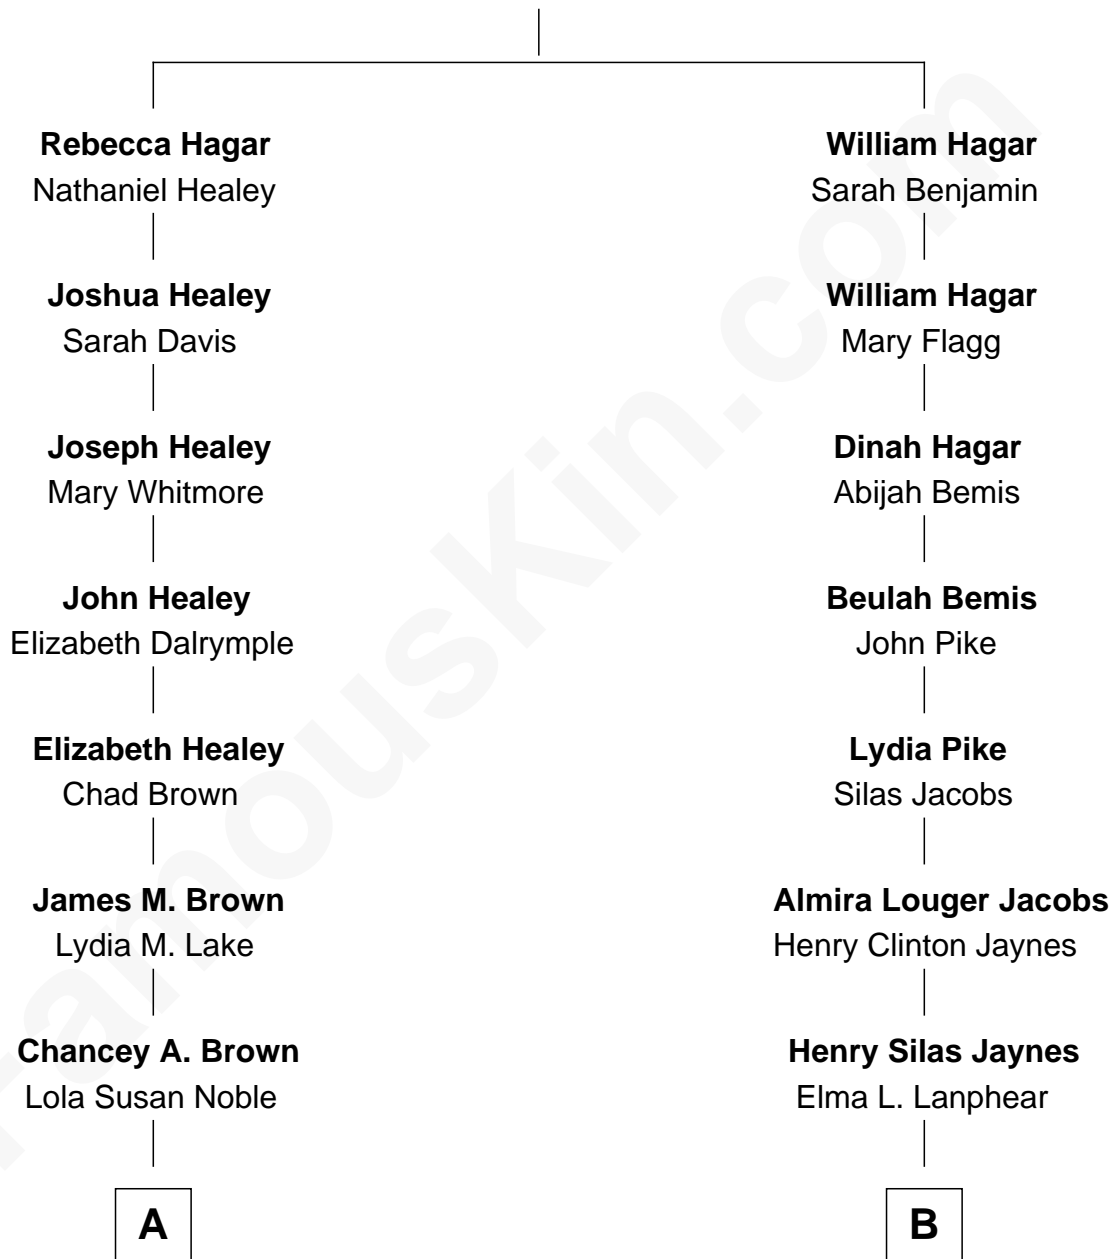 Rebecca Hagar
Nathaniel Healey
William Hagar
Sarah Benjamin
Joshua Healey
Sarah Davis
William Hagar
Mary Flagg
Joseph Healey
Mary Whitmore
Dinah Hagar
Abijah Bemis
John Healey
Elizabeth Dalrymple
Beulah Bemis
John Pike
Elizabeth Healey
Chad Brown
Lydia Pike
Silas Jacobs
James M. Brown
Lydia M. Lake
Almira Louger Jacobs
Henry Clinton Jaynes
Chancey A. Brown
Lola Susan Noble
Henry Silas Jaynes
Elma L. Lanphear
A
B
FamousKin.com